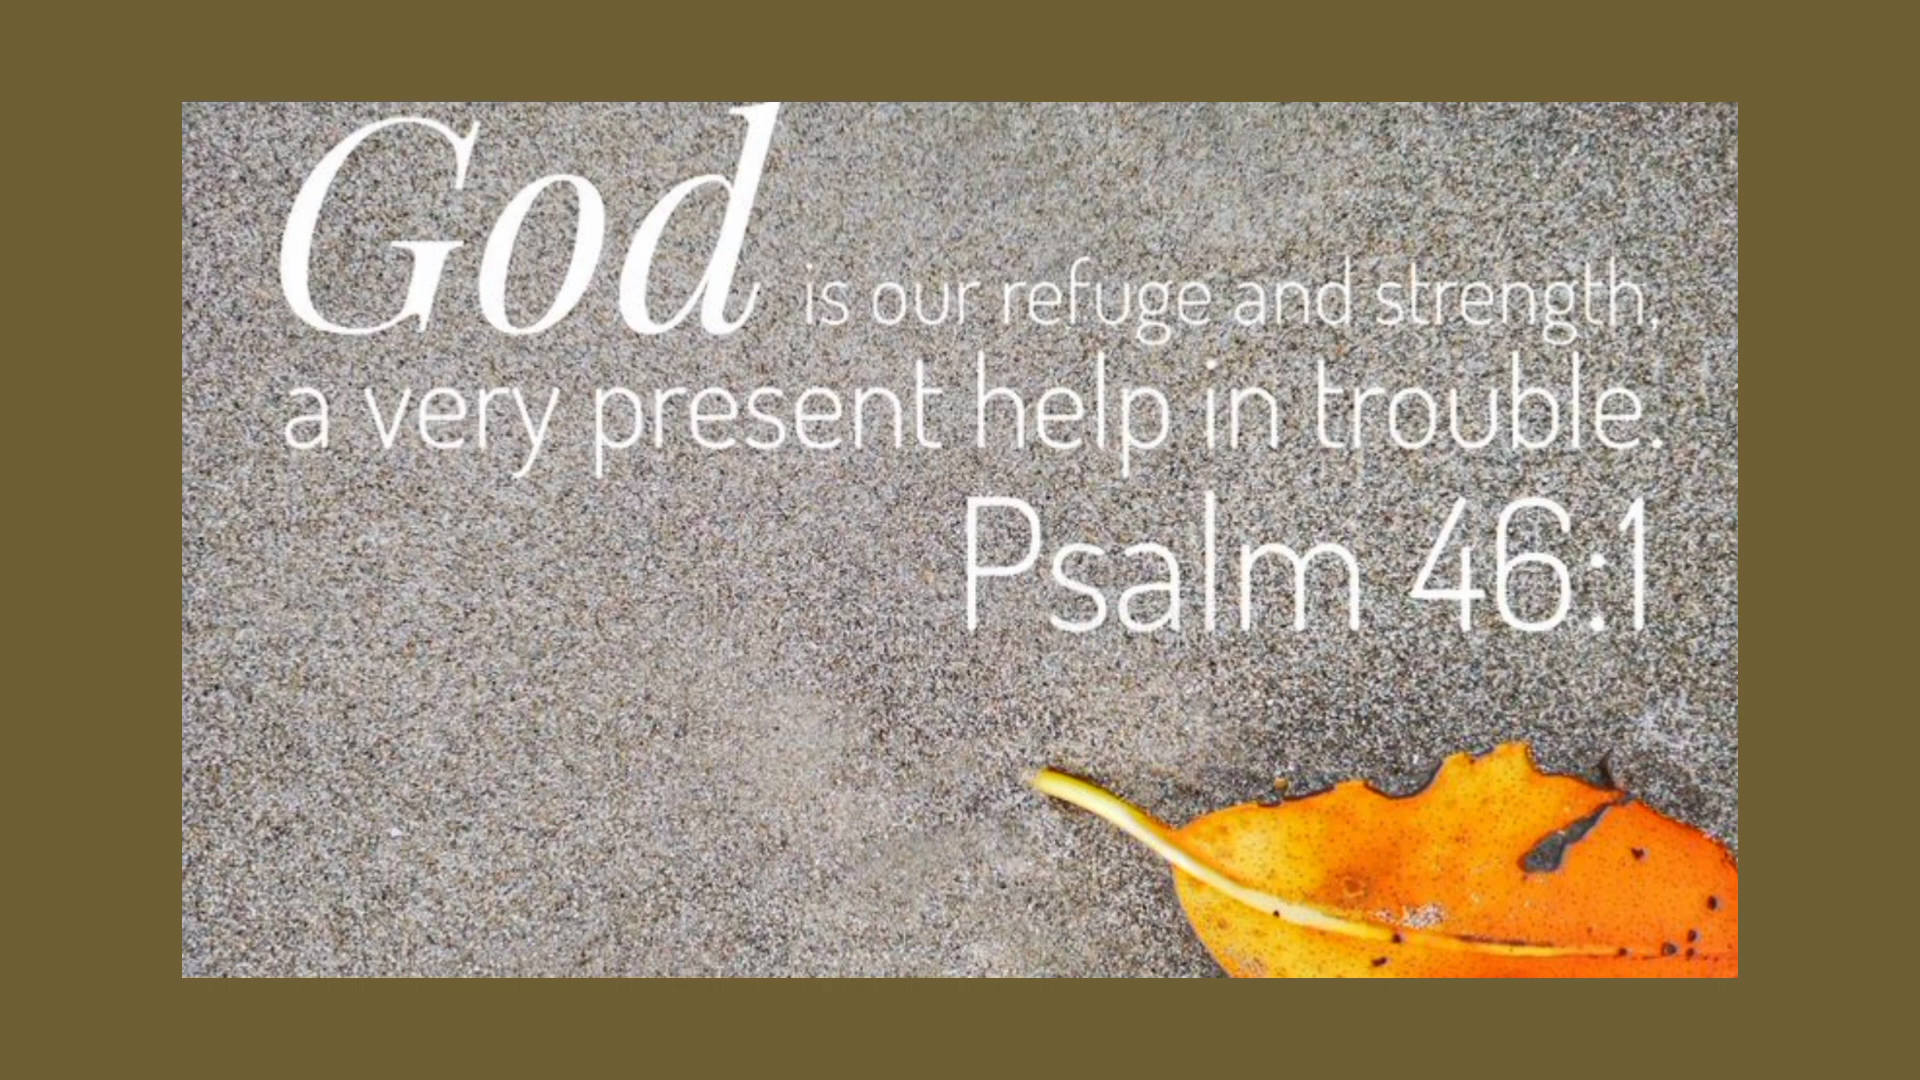 God is our refuge and strength,
a very present help in trouble.
Psalm 46:1